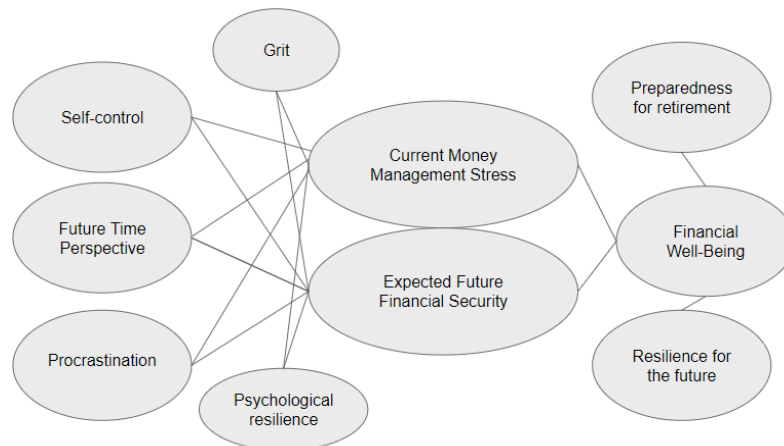 Grit
Preparedness
for retirement
Self-control
Current Money
Management Stress
Future Time
Perspective
Financial
Well-Being
Expected Future
Financial Security
Procrastination
Resilience for
the future
Psychological
resilience